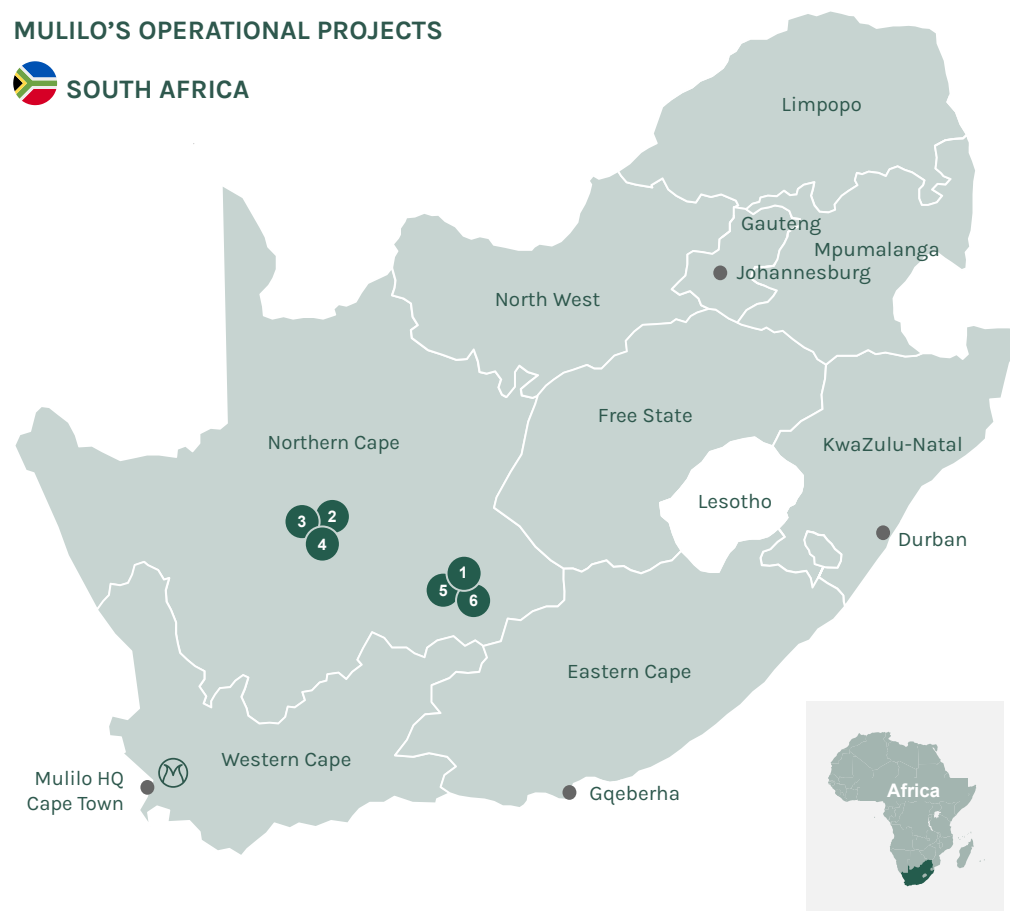 MULILO’S OPERATIONAL PROJECTS
SOUTH AFRICA
Limpopo
Gauteng
Mpumalanga
Johannesburg
North West
Free State
Northern Cape
KwaZulu-Natal
Lesotho
3
2
4
Durban
1
5
6
Eastern Cape
Western Cape
Mulilo HQ
Cape Town
Gqeberha
Africa